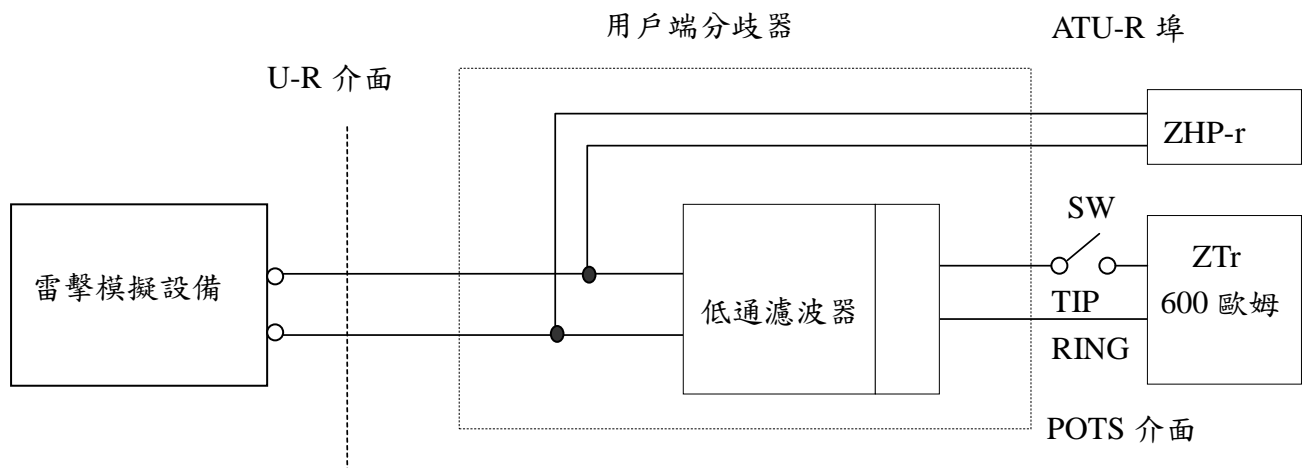 用戶端分歧器
ATU-R 埠
U-R 介面
ZHP-r
雷擊模擬設備
低通濾波器
SW
TIP
RING
ZTr
600 歐姆
POTS 介面